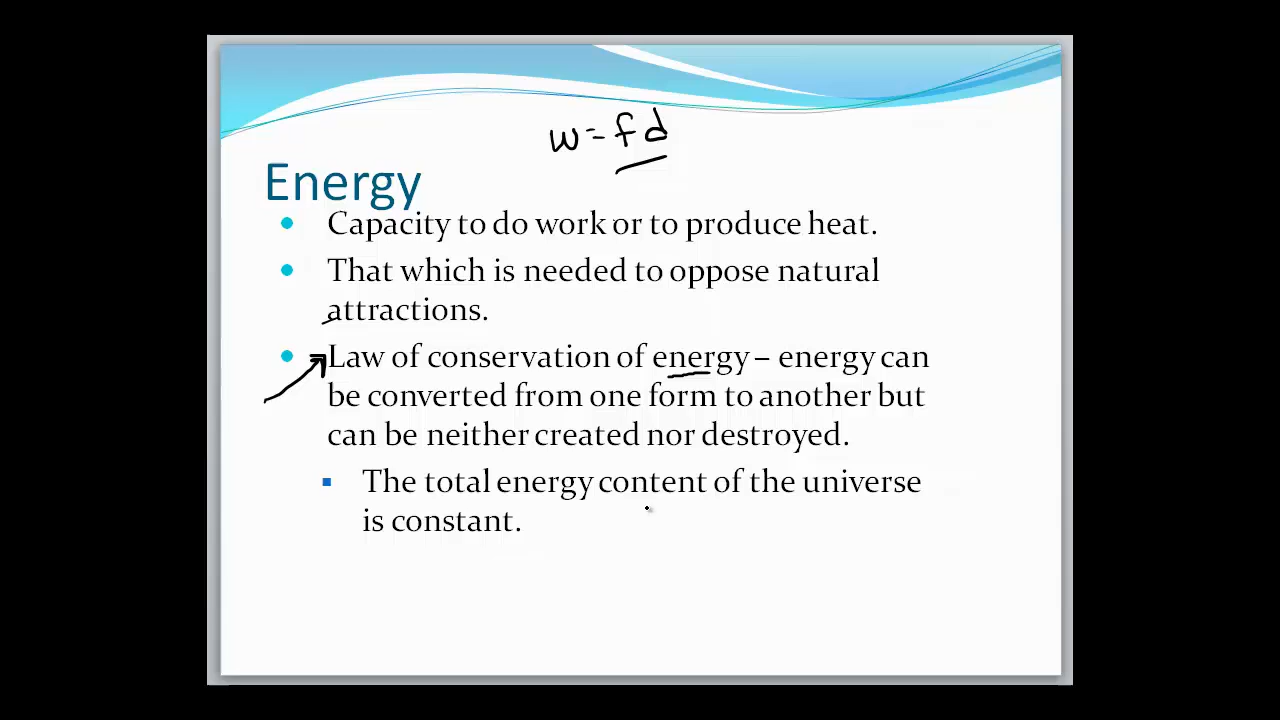 w = fd
Energy
Capacity to do work or to produce heat.
That which is needed to oppose natural
attractions.
Law of conservation of energy – energy can
be converted from one form to another but
can be neither created nor destroyed.
The total energy content of the universe
is constant.